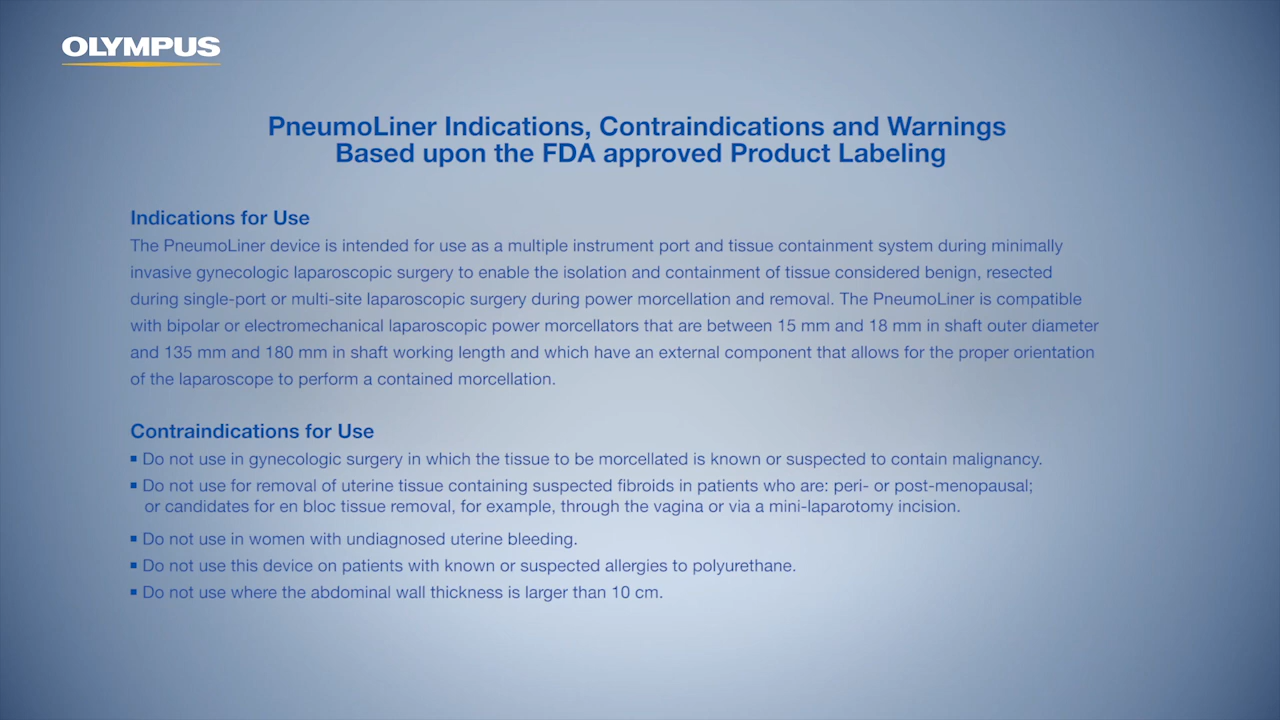 OLYMPUS
PneumoLiner Indications, Contraindications and Warnings
Based upon the FDA approved Product Labeling
Indications for Use
The PneumoLiner device is intended for use as a multiple instrument port and tissue containment system during minimally
invasive gynecologic laparoscopic surgery to enable the isolation and containment of tissue considered benign, resected
during single-port or multi-site laparoscopic surgery during power morcellation and removal. The PneumoLiner is compatible
with bipolar or electromechanical laparoscopic power morcellators that are between 15 mm and 18 mm in shaft outer diameter
and 135 mm and 180 mm in shaft working length and which have an external component that allows for the proper orientation
of the laparoscope to perform a contained morcellation.
Contraindications for Use
▪ Do not use in gynecologic surgery in which the tissue to be morcellated is known or suspected to contain malignancy.
▪ Do not use for removal of uterine tissue containing suspected fibroids in patients who are: peri- or post-menopausal;
or candidates for en bloc tissue removal, for example, through the vagina or via a mini-laparotomy incision.
▪ Do not use in women with undiagnosed uterine bleeding.
▪ Do not use this device on patients with known or suspected allergies to polyurethane.
▪ Do not use where the abdominal wall thickness is larger than 10 cm.